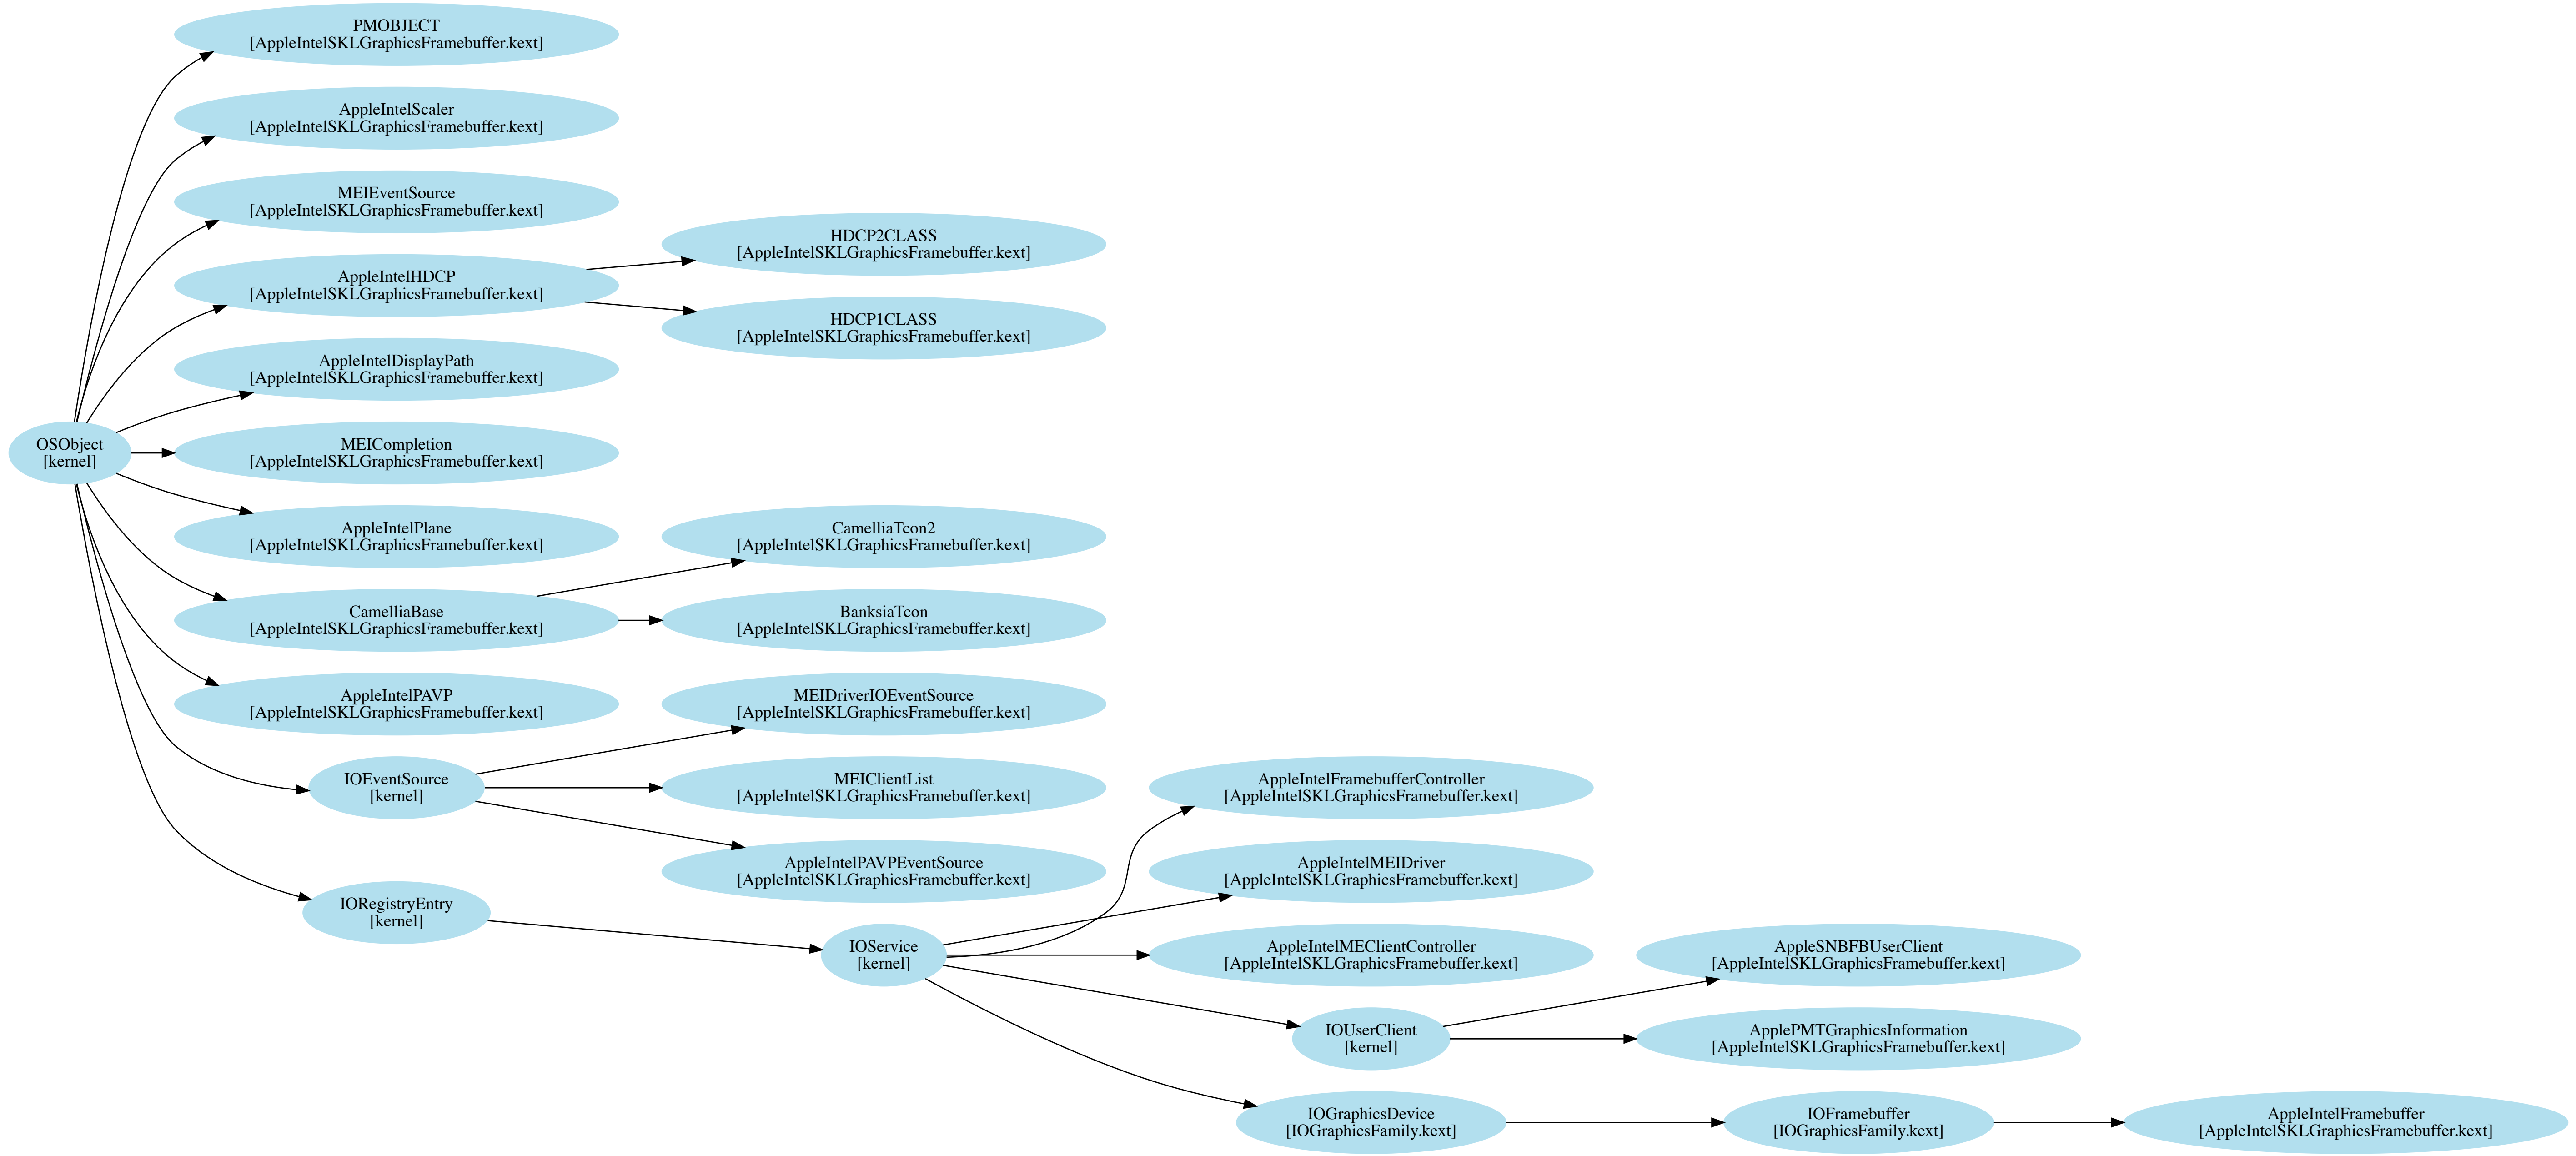 PMOBJECT
[AppleIntelSKLGraphicsFramebuffer.kext]
AppleIntelScaler
[AppleIntelSKLGraphicsFramebuffer.kext]
MEIEventSource
[AppleIntelSKLGraphicsFramebuffer.kext]
HDCP2CLASS
[AppleIntelSKLGraphicsFramebuffer.kext]
AppleIntelHDCP
[AppleIntelSKLGraphicsFramebuffer.kext]
HDCP1CLASS
[AppleIntelSKLGraphicsFramebuffer.kext]
AppleIntelDisplayPath
[AppleIntelSKLGraphicsFramebuffer.kext]
OSObject
[kernel]
MEICompletion
[AppleIntelSKLGraphicsFramebuffer.kext]
AppleIntelPlane
[AppleIntelSKLGraphicsFramebuffer.kext]
CamelliaTcon2
[AppleIntelSKLGraphicsFramebuffer.kext]
CamelliaBase
[AppleIntelSKLGraphicsFramebuffer.kext]
BanksiaTcon
[AppleIntelSKLGraphicsFramebuffer.kext]
AppleIntelPAVP
[AppleIntelSKLGraphicsFramebuffer.kext]
MEIDriverIOEventSource
[AppleIntelSKLGraphicsFramebuffer.kext]
IOEventSource
[kernel]
MEIClientList
[AppleIntelSKLGraphicsFramebuffer.kext]
AppleIntelFramebufferController
[AppleIntelSKLGraphicsFramebuffer.kext]
AppleIntelPAVPEventSource
[AppleIntelSKLGraphicsFramebuffer.kext]
AppleIntelMEIDriver
[AppleIntelSKLGraphicsFramebuffer.kext]
IORegistryEntry
[kernel]
IOService
[kernel]
AppleIntelMEClientController
[AppleIntelSKLGraphicsFramebuffer.kext]
AppleSNBFBUserClient
[AppleIntelSKLGraphicsFramebuffer.kext]
IOUserClient
[kernel]
ApplePMTGraphicsInformation
[AppleIntelSKLGraphicsFramebuffer.kext]
IOGraphicsDevice
[IOGraphicsFamily.kext]
IOFramebuffer
[IOGraphicsFamily.kext]
AppleIntelFramebuffer
[AppleIntelSKLGraphicsFramebuffer.kext]